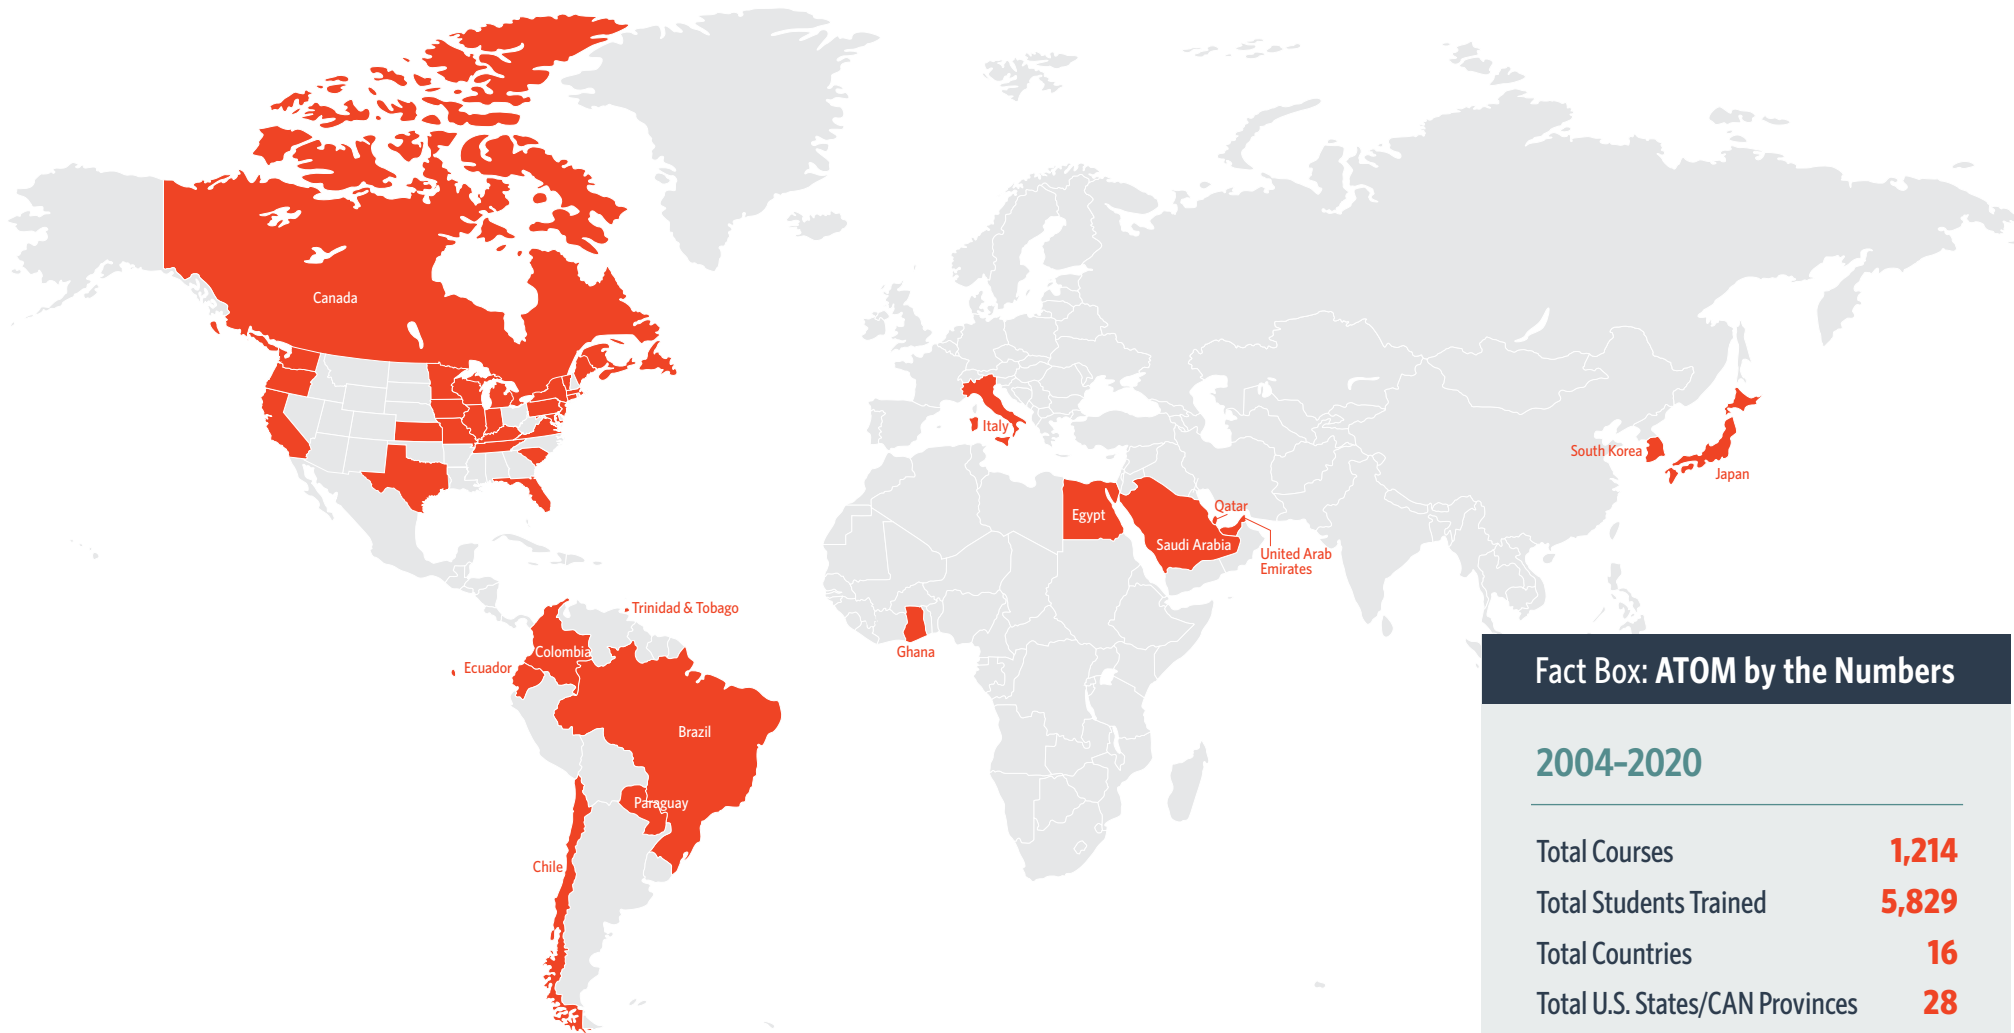 Canada
Italy
South Korea
Japan
Egypt
Qatar
Saudi Arabia
United Arab
Emirates
Trinidad & Tobago
Ghana
Colombia
Ecuador
Brazil
Paraguay
Chile
Fact Box: ATOM by the Numbers
2004–2020
Total Courses 1,214
Total Students Trained 5,829
Total Countries 16
Total U.S. States/CAN Provinces 28